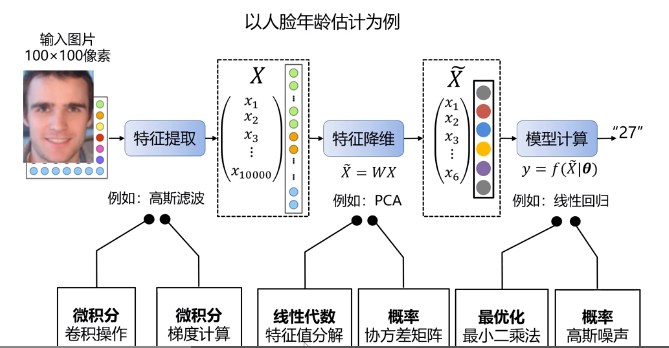 以人脸年龄估计为例
输入图片
100×100像素
特征提取
例如：高斯滤波
X
x₁
x₂
x₃
⋮
x₁₀₀₀₀
特征降维
X̃ = WX
例如：PCA
X̃
x₁
x₂
x₃
⋮
x₆
模型计算
y = f(X̃|θ)
例如：线性回归
“27”
微积分
卷积操作
微积分
梯度计算
线性代数
特征值分解
概率
协方差矩阵
最优化
最小二乘法
概率
高斯噪声